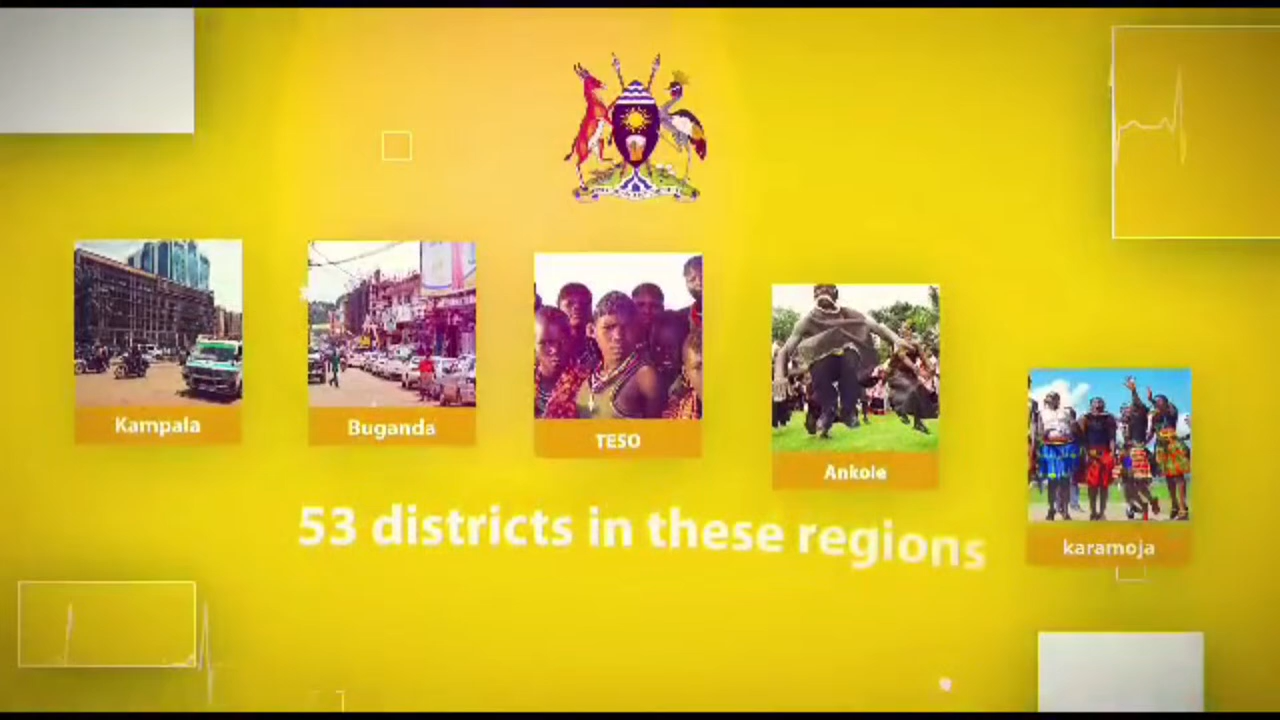 Kampala
Buganda
TESO
Ankole
karamoja
53 districts in these regions